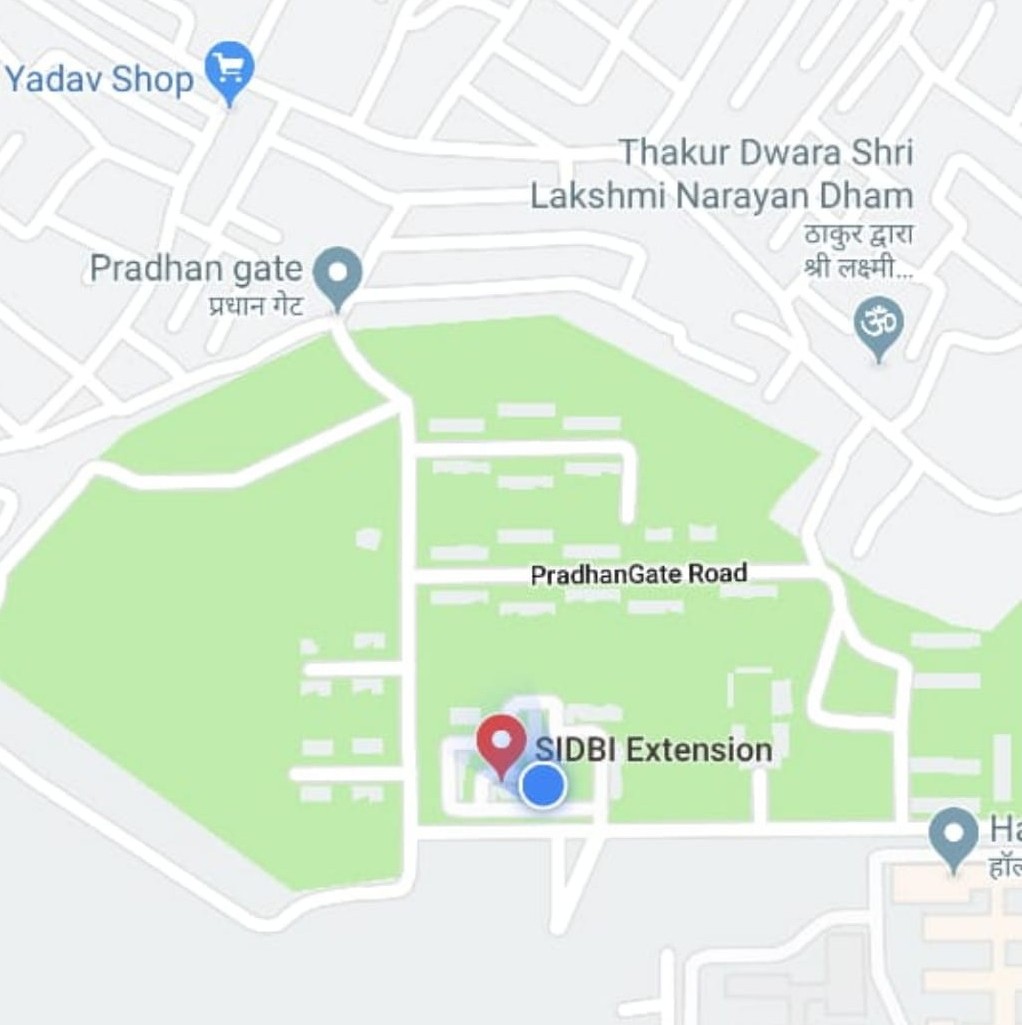 Yadav Shop
Thakur Dwara Shri
Lakshmi Narayan Dham
ठाकुर द्वारा
श्री लक्ष्मी...
Pradhan gate
प्रधान गेट
PradhanGate Road
SIDBI Extension
Ha